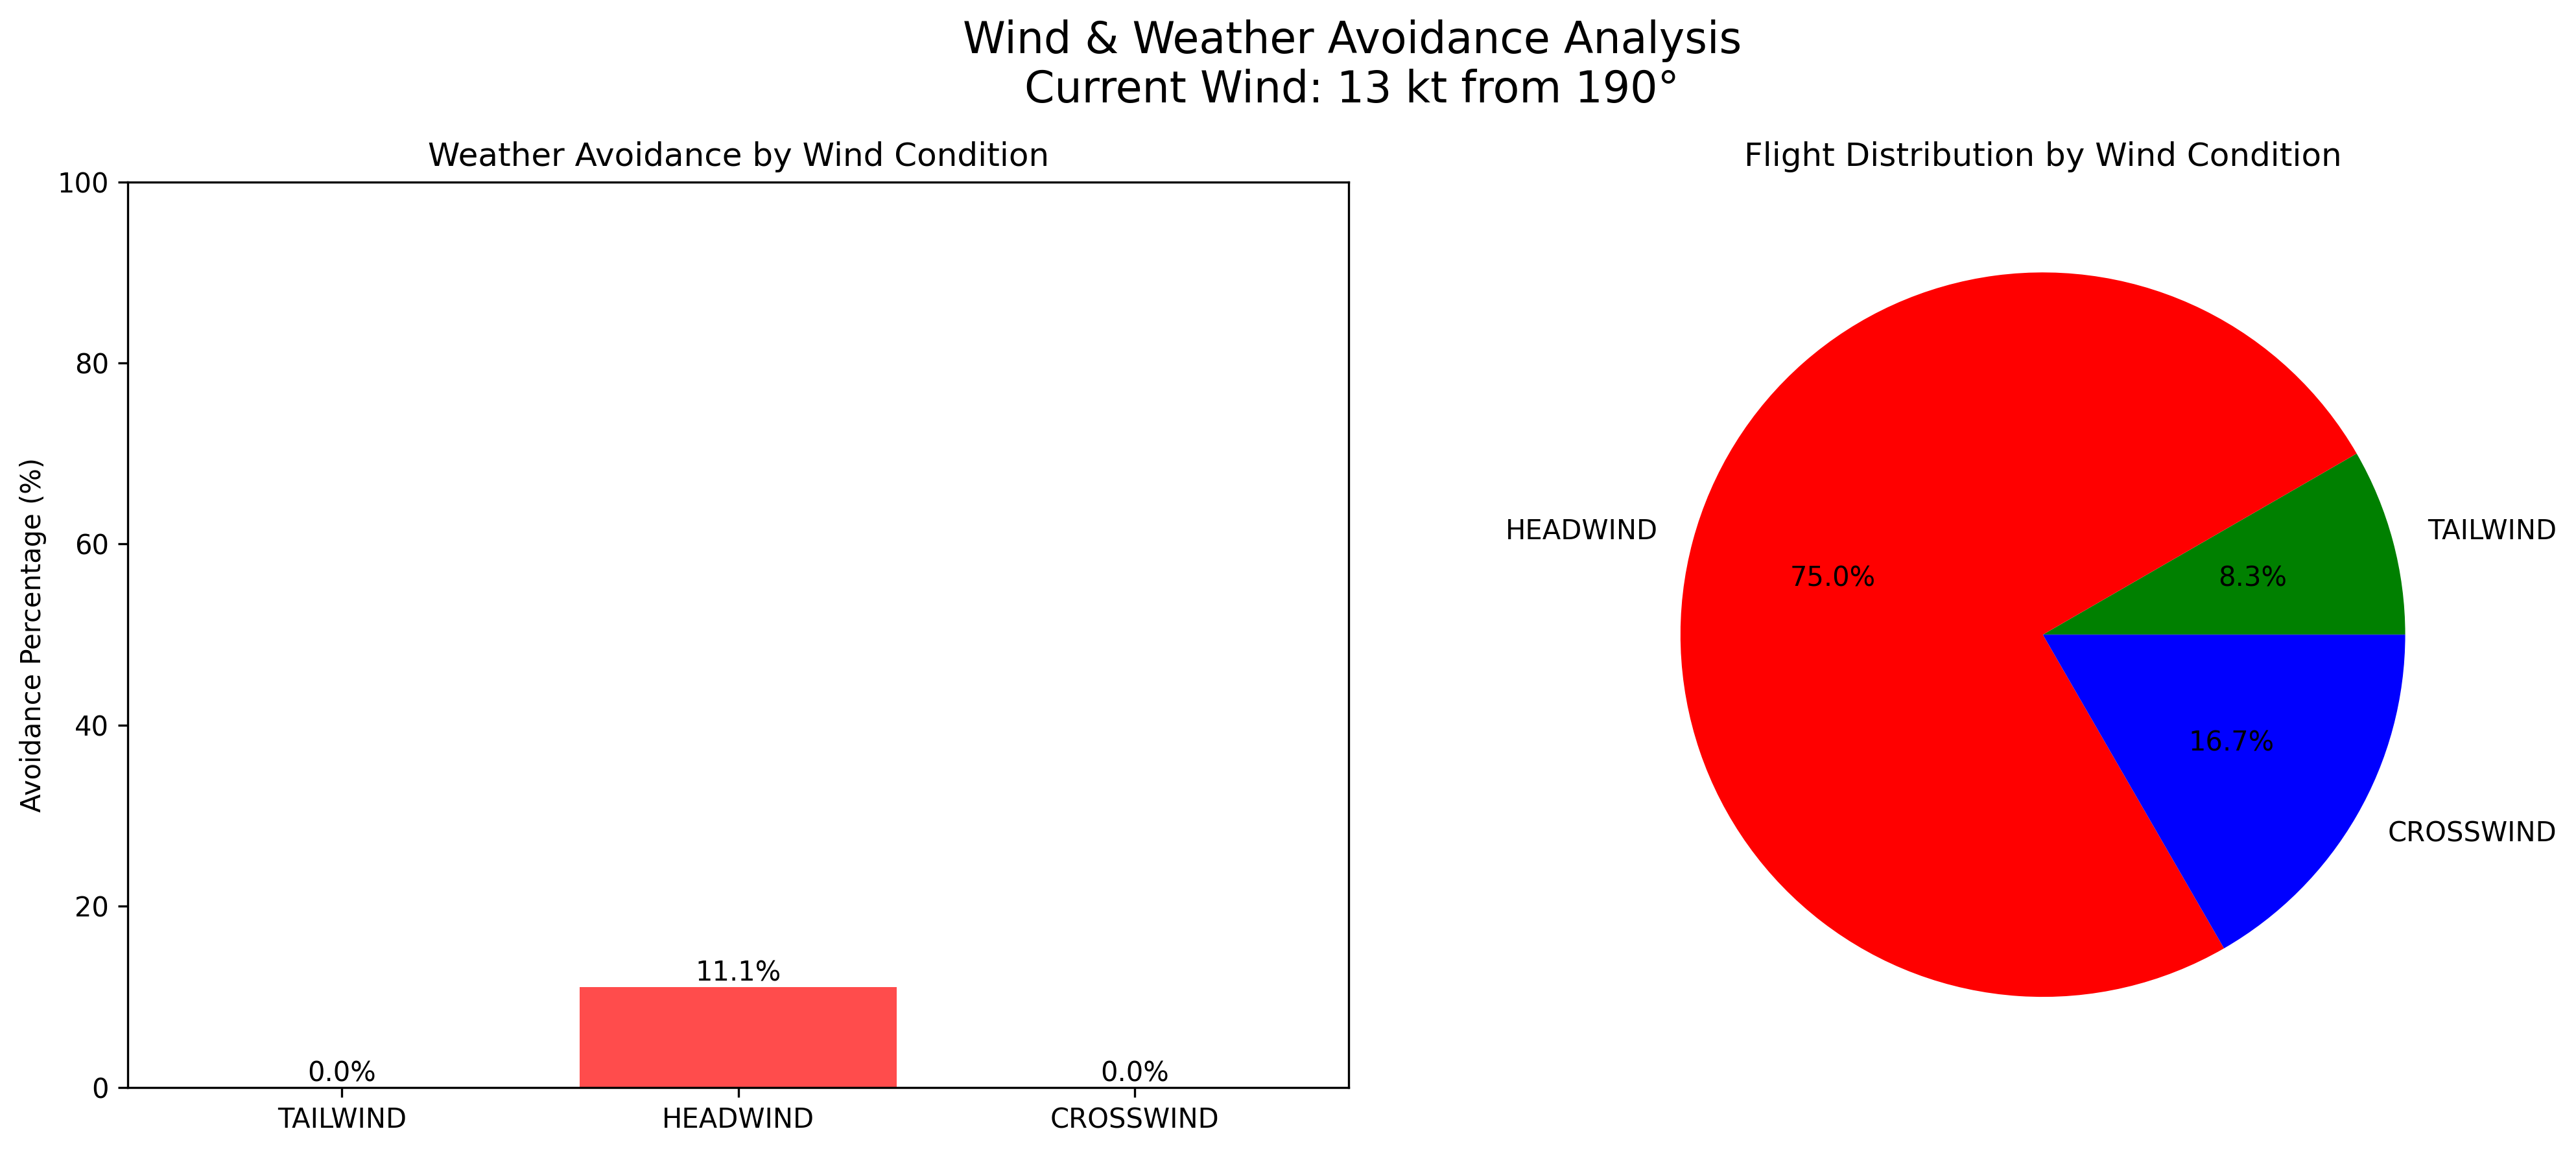 Wind & Weather Avoidance Analysis
Current Wind: 13 kt from 190°
Weather Avoidance by Wind Condition
Avoidance Percentage (%)
100
80
60
40
20
0
0.0%
11.1%
0.0%
TAILWIND
HEADWIND
CROSSWIND
Flight Distribution by Wind Condition
HEADWIND
75.0%
TAILWIND
8.3%
16.7%
CROSSWIND